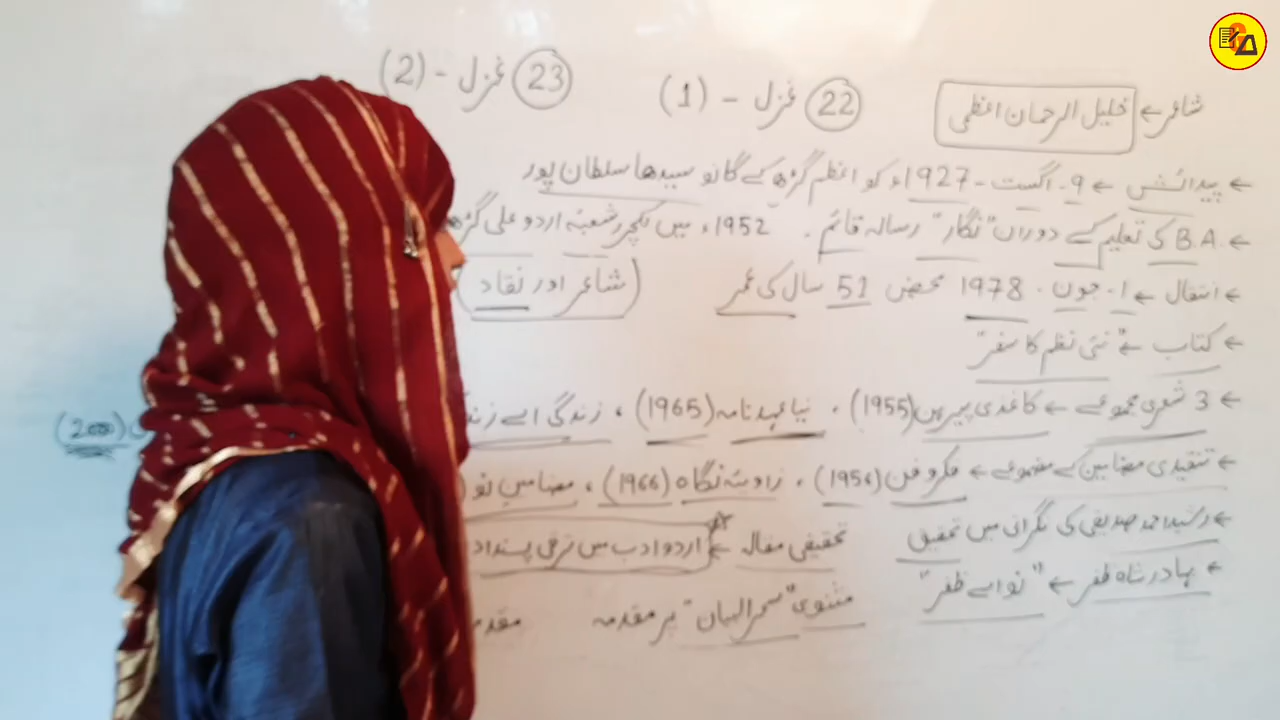 شاعر ← خلیل الرحمان اعظمی
22 غزل - (1)
23 غزل - (2)
← پیدائش ← 9 - اگست - 1927ء کو اعظم گڑھ کے گانو سیدھا سلطان پور
← B.A کی تعلیم کے دوران "نگار" رسالہ قائم . 1952ء میں لکچرر شعبۂ اردو علی گڑھ
← انتقال ← 1 - جون - 1978 محض 51 سال کی عمر (شاعر اور نقاد)
← کتاب ← "نئی نظم کا سفر"
← 3 شعری مجموعے ← کاغذی پیرہن (1955) ، نیا عہد نامہ (1965) ، زندگی اے زند (2000)
← تنقیدی مضامین کے مجموعے ← فکر و فن (1956) ، زاویۂ نگاہ (1966) ، مضامین نو (
← رشید احمد صدیقی کی نگرانی میں تحقیق تحقیقی مقالہ ← اردو ادب میں ترقی پسند
← بہادر شاہ ظفر ← "نوائے ظفر"
مثنوی "سحرالبیان" پر مقدمہ